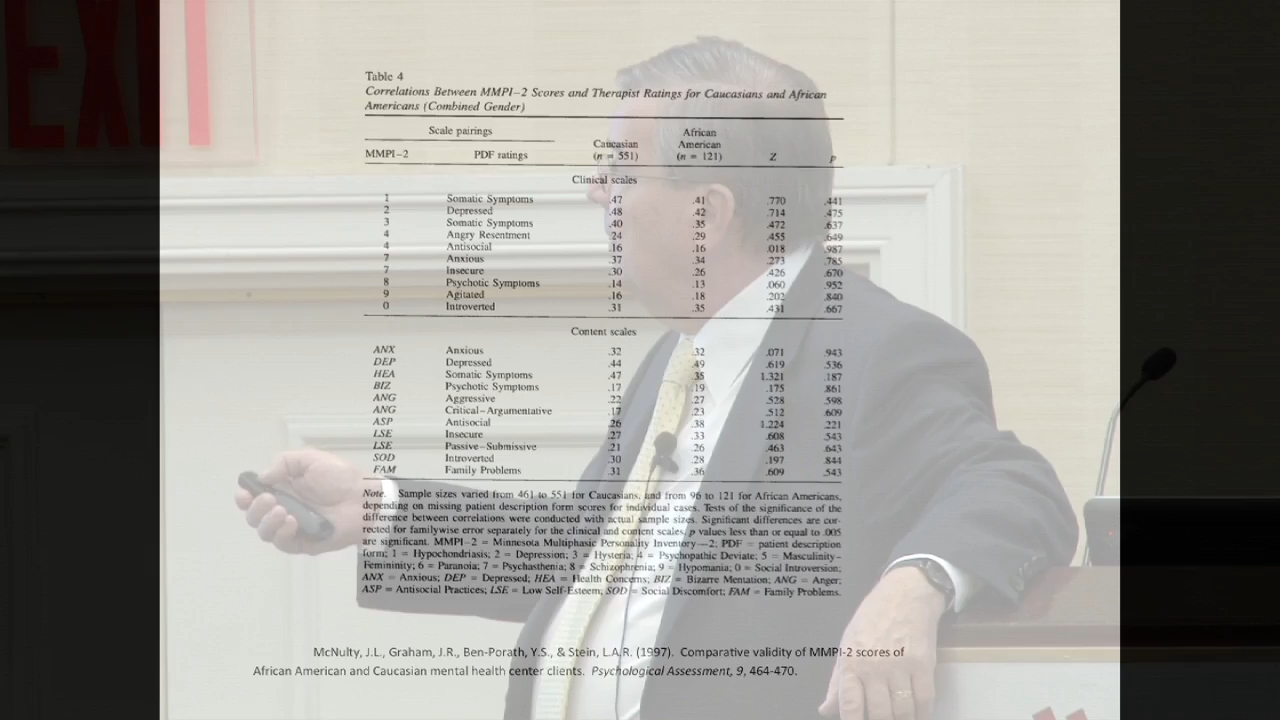 EXIT
Table 4
Correlations Between MMPI-2 Scores and Therapist Ratings for Caucasians and African
Americans (Combined Gender)
Scale pairings
MMPI-2 PDF ratings Caucasian (n = 551) African American (n = 121) Z p
Clinical scales
1 Somatic Symptoms .47 .41 .770 .441
2 Depressed .48 .42 .714 .475
3 Somatic Symptoms .40 .35 .472 .637
4 Angry Resentment .24 .29 .455 .649
4 Antisocial .16 .16 .018 .987
7 Anxious .37 .34 .273 .785
7 Insecure .30 .26 .426 .670
8 Psychotic Symptoms .14 .13 .060 .952
9 Agitated .16 .18 .202 .840
0 Introverted .31 .35 .431 .667
Content scales
ANX Anxious .32 .32 .071 .943
DEP Depressed .44 .49 .619 .536
HEA Somatic Symptoms .47 .35 1.321 .187
BIZ Psychotic Symptoms .17 .19 .175 .861
ANG Aggressive .22 .27 .528 .598
ANG Critical-Argumentative .17 .23 .512 .609
ASP Antisocial .26 .38 1.224 .221
LSE Insecure .27 .33 .608 .543
LSE Passive-Submissive .21 .26 .463 .643
SOD Introverted .30 .28 .197 .844
FAM Family Problems .31 .36 .609 .543
Note. Sample sizes varied from 461 to 551 for Caucasians, and from 96 to 121 for African Americans,
depending on missing patient description form scores for individual cases. Tests of the significance of the
difference between correlations were conducted with actual sample sizes. Significant differences are cor-
rected for familywise error separately for the clinical and content scales, p values less than or equal to .005
are significant. MMPI-2 = Minnesota Multiphasic Personality Inventory—2; PDF = patient description
form; 1 = Hypochondriasis; 2 = Depression; 3 = Hysteria; 4 = Psychopathic Deviate; 5 = Masculinity-
Femininity; 6 = Paranoia; 7 = Psychasthenia; 8 = Schizophrenia; 9 = Hypomania; 0 = Social Introversion;
ANX = Anxious; DEP = Depressed; HEA = Health Concerns; BIZ = Bizarre Mentation; ANG = Anger;
ASP = Antisocial Practices; LSE = Low Self-Esteem; SOD = Social Discomfort; FAM = Family Problems.
McNulty, J.L., Graham, J.R., Ben-Porath, Y.S., & Stein, L.A.R. (1997). Comparative validity of MMPI-2 scores of
African American and Caucasian mental health center clients. Psychological Assessment, 9, 464-470.